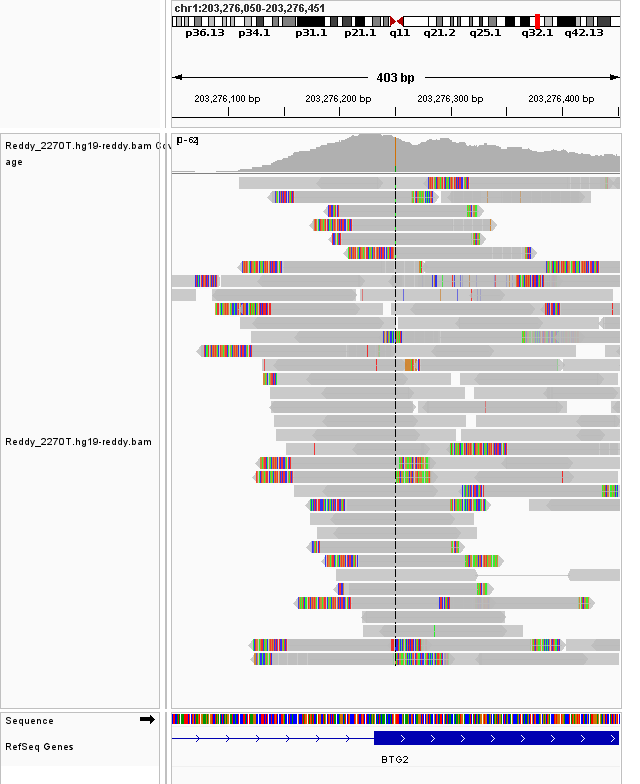 chr1:203,276,050-203,276,451
p36.13 p34.1 p31.1 p21.1 q11 q21.2 q25.1 q32.1 q42.13
403 bp
203,276,100 bp 203,276,200 bp 203,276,300 bp 203,276,400 bp
Reddy_2270T.hg19-reddy.bam Cov
age
[0-62]
Reddy_2270T.hg19-reddy.bam
Sequence
RefSeq Genes
BTG2